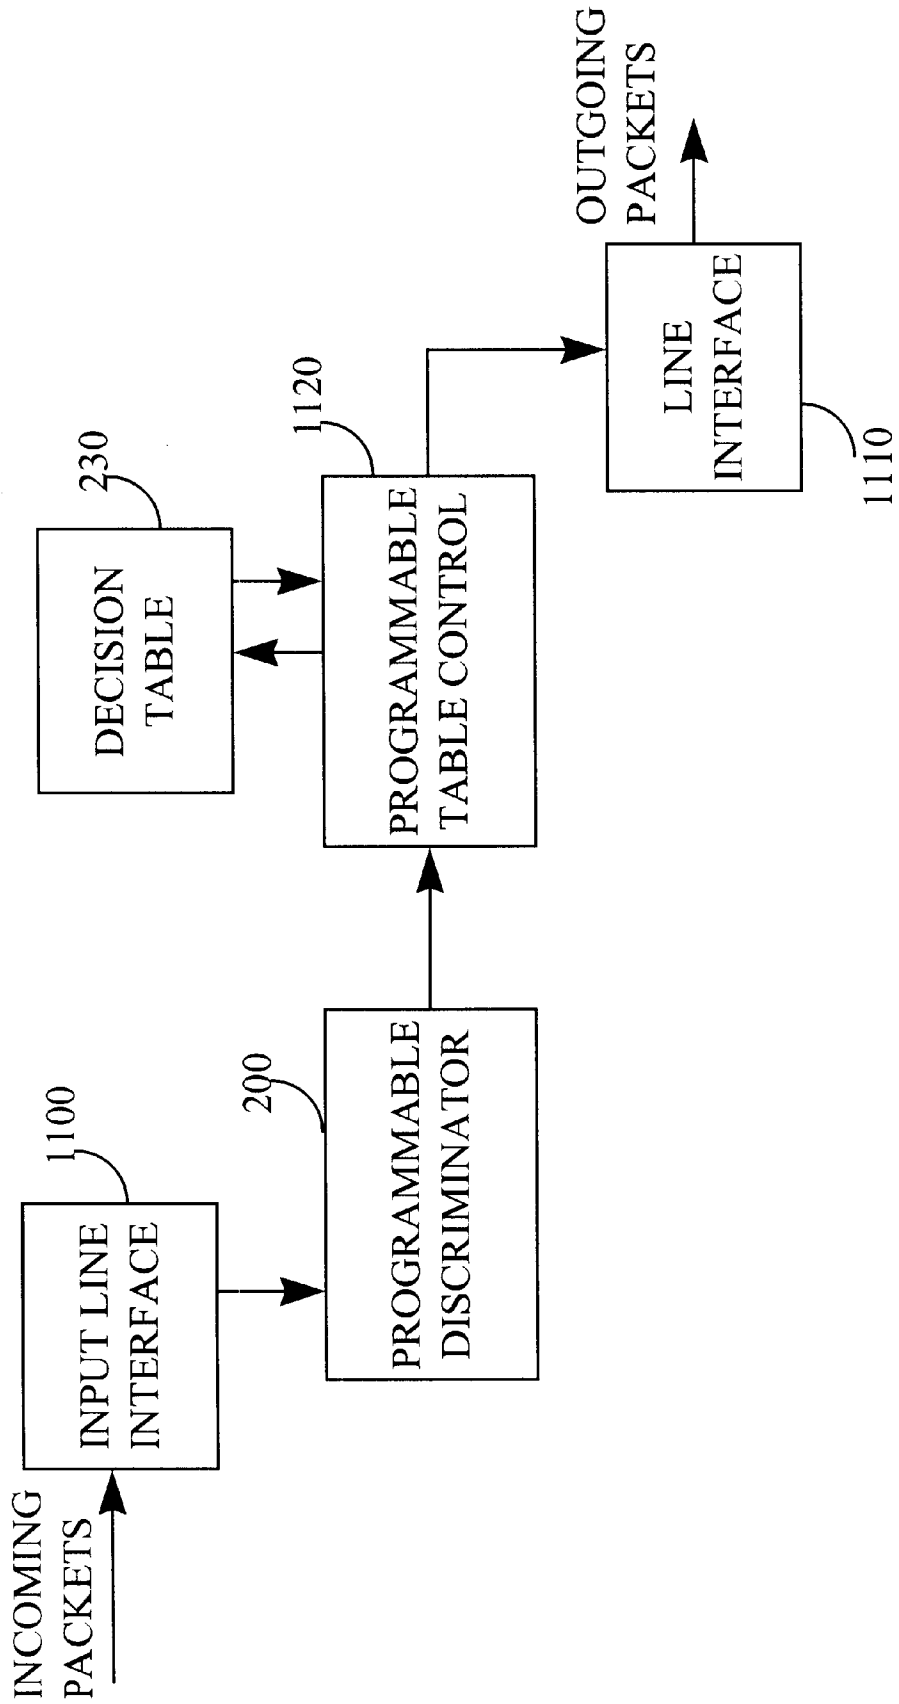 INCOMING
PACKETS
INPUT LINE
INTERFACE
1100
PROGRAMMABLE
DISCRIMINATOR
200
DECISION
TABLE
230
PROGRAMMABLE
TABLE CONTROL
1120
LINE
INTERFACE
1110
OUTGOING
PACKETS